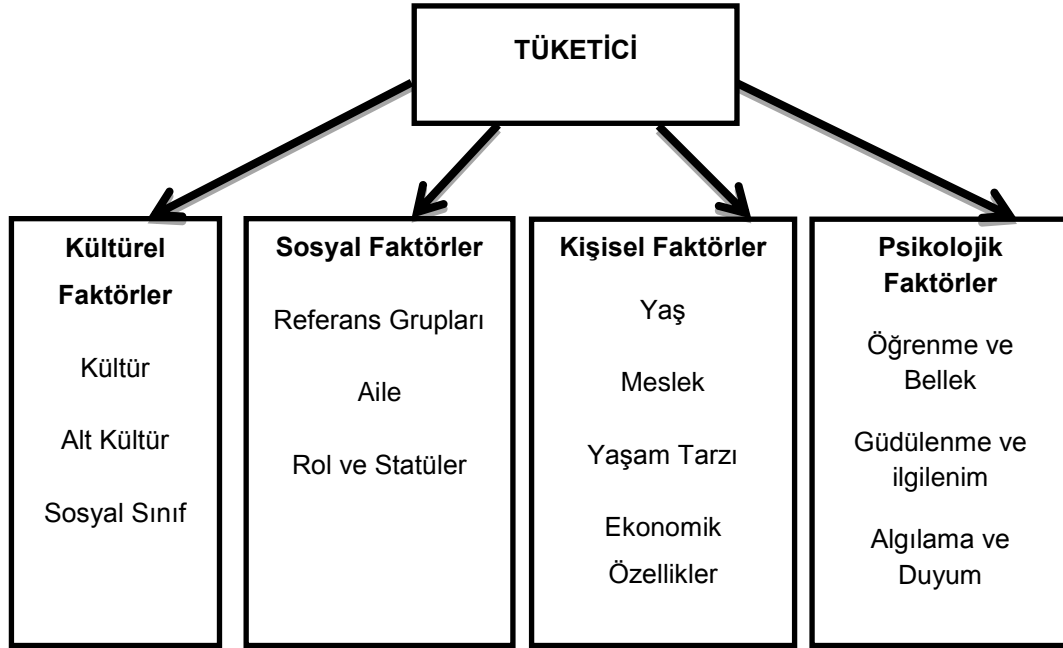 TÜKETİCİ
Kültürel
Faktörler
Kültür
Alt Kültür
Sosyal Sınıf
Sosyal Faktörler
Referans Grupları
Aile
Rol ve Statüler
Kişisel Faktörler
Yaş
Meslek
Yaşam Tarzı
Ekonomik
Özellikler
Psikolojik
Faktörler
Öğrenme ve
Bellek
Güdülenme ve
ilgilenim
Algılama ve
Duyum